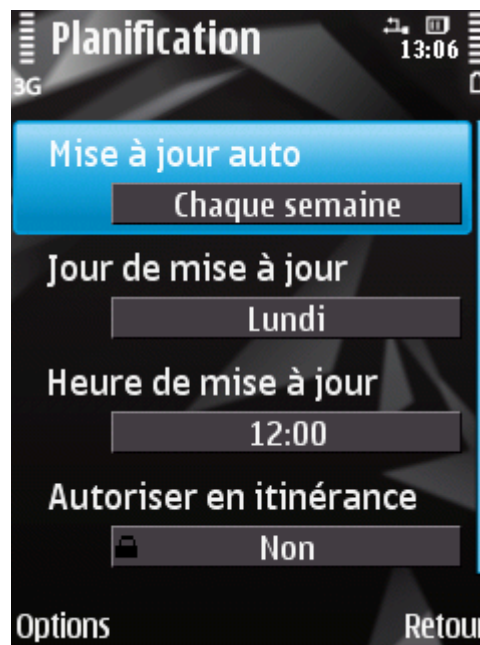 Planification
13:06
3G
Mise à jour auto
Chaque semaine
Jour de mise à jour
Lundi
Heure de mise à jour
12:00
Autoriser en itinérance
Non
Options Retour